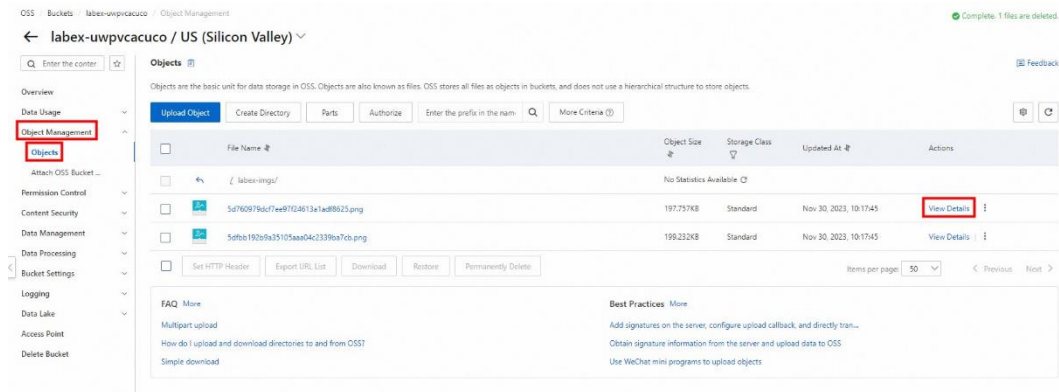 OSS / Buckets / labex-uwpvcacuco / Object Management
Complete. 1 files are deleted.
← labex-uwpvcacuco / US (Silicon Valley)
Enter the conter
Objects
Feedback
Objects are the basic unit for data storage in OSS. Objects are also known as files. OSS stores all files as objects in buckets, and does not use a hierarchical structure to store objects.
Overview
Data Usage
Object Management
Objects
Attach OSS Bucket ...
Permission Control
Content Security
Data Management
Data Processing
Bucket Settings
Logging
Data Lake
Access Point
Delete Bucket
Upload Object Create Directory Parts Authorize Enter the prefix in the nam More Criteria
File Name Object Size Storage Class Updated At Actions
/ labex-imgs/ No Statistics Available
5d760979dcf7ee97f24613a1adf8625.png 197.757KB Standard Nov 30, 2023, 10:17:45 View Details
5dfbb192b9a35105aaa04c2339ba7cb.png 199.232KB Standard Nov 30, 2023, 10:17:45 View Details
Set HTTP Header Export URL List Download Restore Permanently Delete Items per page: 50 < Previous Next >
FAQ More
Multipart upload
How do I upload and download directories to and from OSS?
Simple download
Best Practices More
Add signatures on the server, configure upload callback, and directly tran...
Obtain signature information from the server and upload data to OSS
Use WeChat mini programs to upload objects